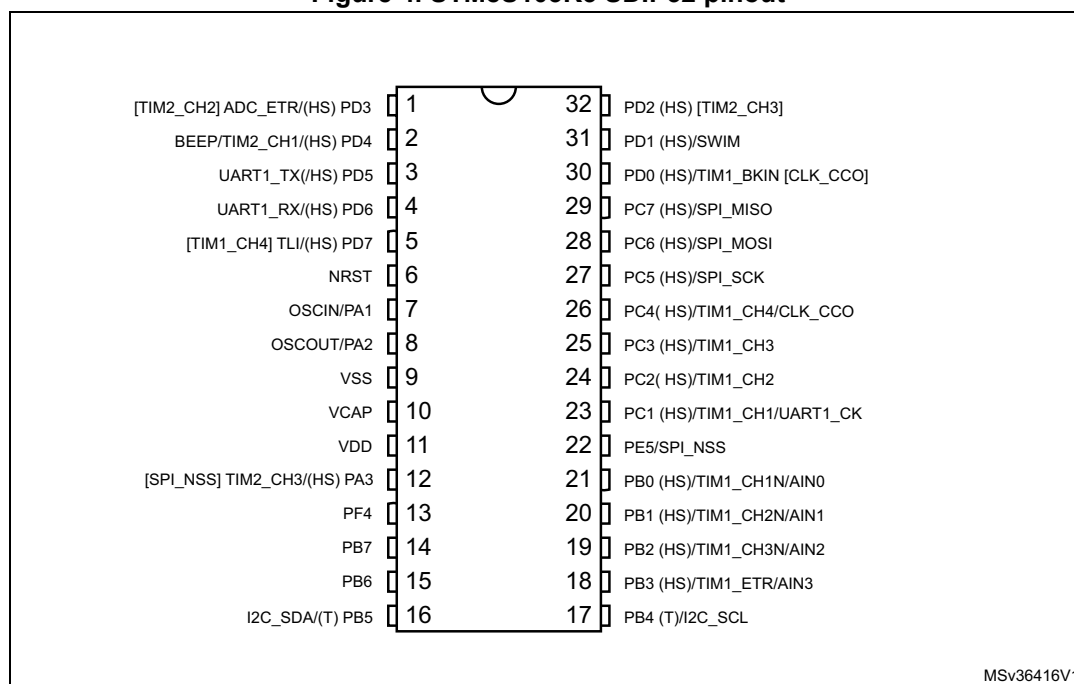 [TIM2_CH2] ADC_ETR/(HS) PD3 1 32 PD2 (HS) [TIM2_CH3]
BEEP/TIM2_CH1/(HS) PD4 2 31 PD1 (HS)/SWIM
UART1_TX(/HS) PD5 3 30 PD0 (HS)/TIM1_BKIN [CLK_CCO]
UART1_RX/(HS) PD6 4 29 PC7 (HS)/SPI_MISO
[TIM1_CH4] TLI/(HS) PD7 5 28 PC6 (HS)/SPI_MOSI
NRST 6 27 PC5 (HS)/SPI_SCK
OSCIN/PA1 7 26 PC4( HS)/TIM1_CH4/CLK_CCO
OSCOUT/PA2 8 25 PC3 (HS)/TIM1_CH3
VSS 9 24 PC2( HS)/TIM1_CH2
VCAP 10 23 PC1 (HS)/TIM1_CH1/UART1_CK
VDD 11 22 PE5/SPI_NSS
[SPI_NSS] TIM2_CH3/(HS) PA3 12 21 PB0 (HS)/TIM1_CH1N/AIN0
PF4 13 20 PB1 (HS)/TIM1_CH2N/AIN1
PB7 14 19 PB2 (HS)/TIM1_CH3N/AIN2
PB6 15 18 PB3 (HS)/TIM1_ETR/AIN3
I2C_SDA/(T) PB5 16 17 PB4 (T)/I2C_SCL